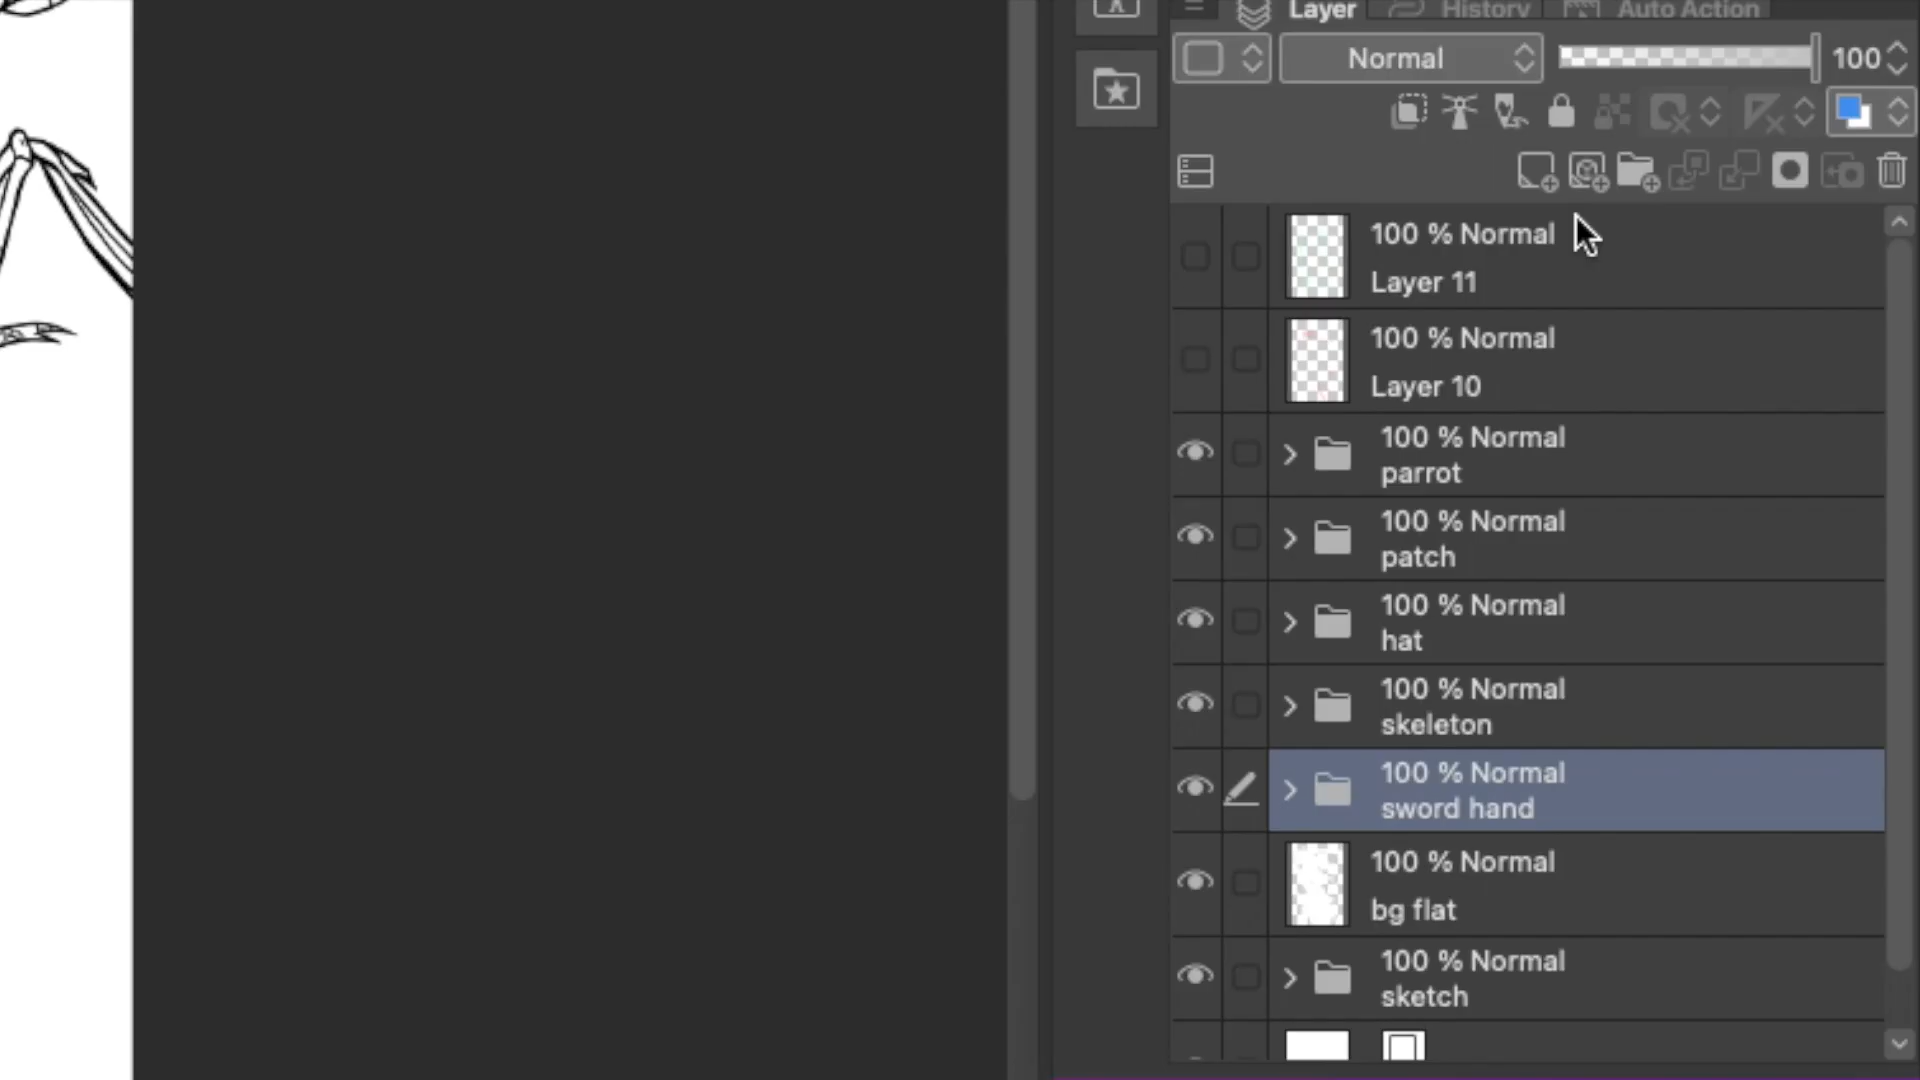 Layer History Auto Action
Normal 100
100 % Normal
Layer 11
100 % Normal
Layer 10
100 % Normal
parrot
100 % Normal
patch
100 % Normal
hat
100 % Normal
skeleton
100 % Normal
sword hand
100 % Normal
bg flat
100 % Normal
sketch